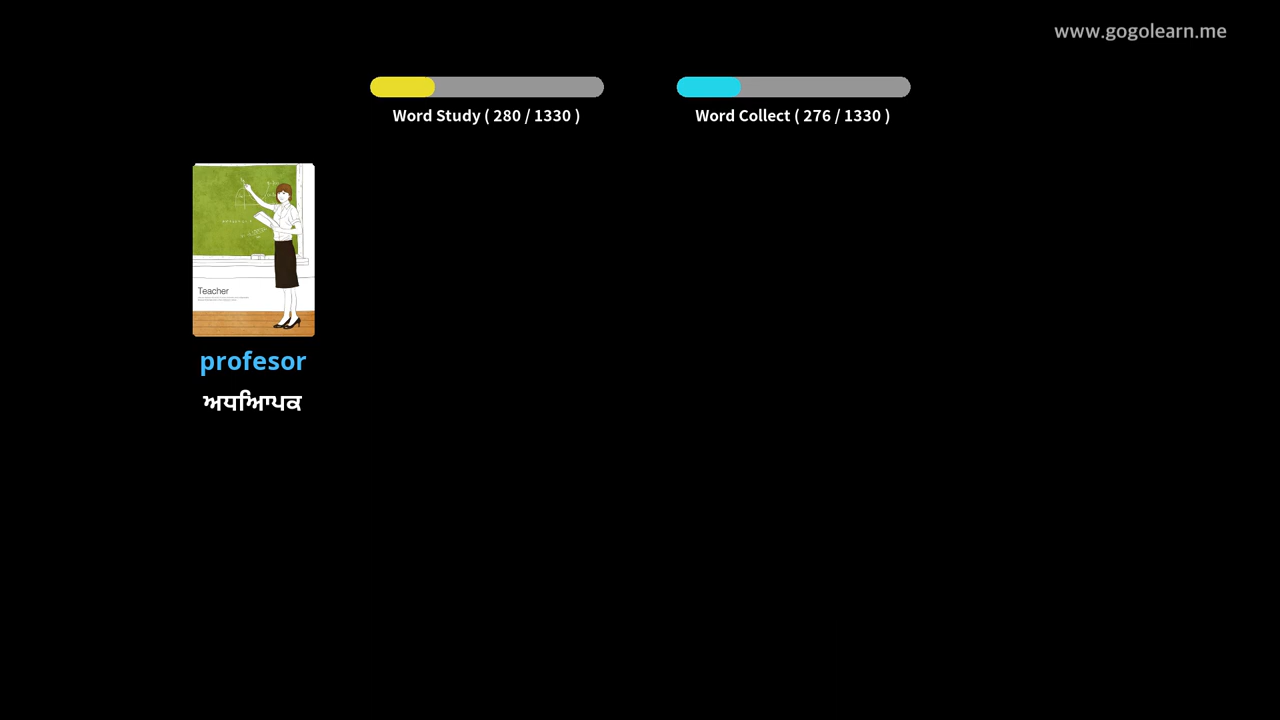 www.gogolearn.me
Word Study ( 280 / 1330 )
Word Collect ( 276 / 1330 )
Teacher
profesor
ਅਧਿਆਪਕ